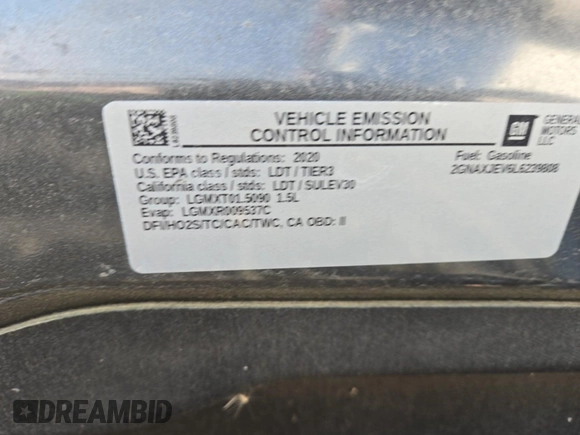 VEHICLE EMISSION
CONTROL INFORMATION
GM
GENERAL
MOTORS
LLC
Conforms to Regulations: 2020
Fuel: Gasoline
U.S. EPA class / stds: LDT / TIER3
2GNAXJEV6L6239808
California class / stds: LDT / SULEV30
Group: LGMXT01.5090 1.5L
Evap: LGMXR009537C
DFI/HO2S/TC/CAC/TWC, CA OBD: II
DREAMBID